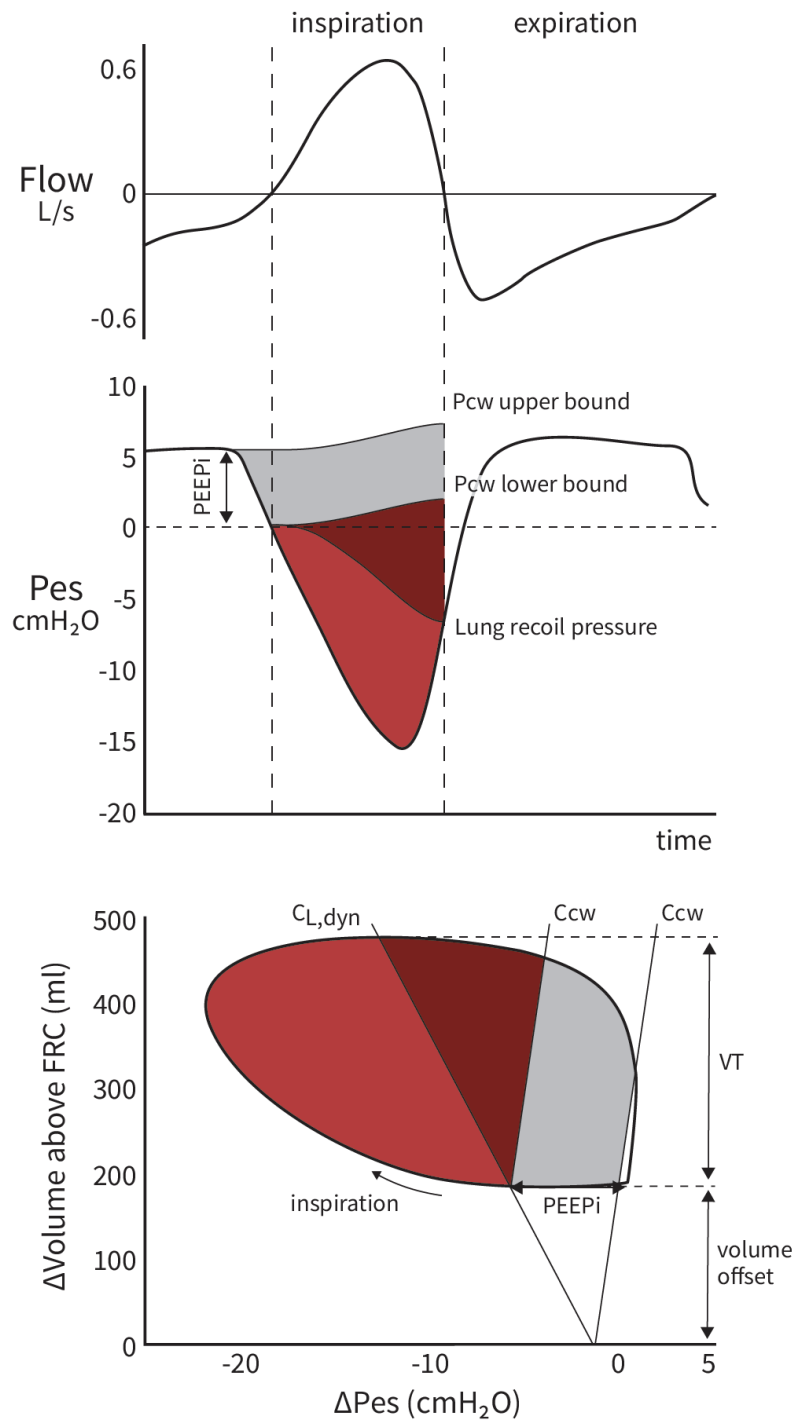 inspiration expiration
0.6
Flow
L/s
0
-0.6
10
Pcw upper bound
5
PEEPi
Pcw lower bound
0
Pes
cmH₂O
-5
Lung recoil pressure
-10
-15
-20
time
500
C_L,dyn Ccw Ccw
ΔVolume above FRC (ml)
400
VT
300
200
inspiration
PEEPi
100
volume
offset
0
-20 -10 0 5
ΔPes (cmH₂O)